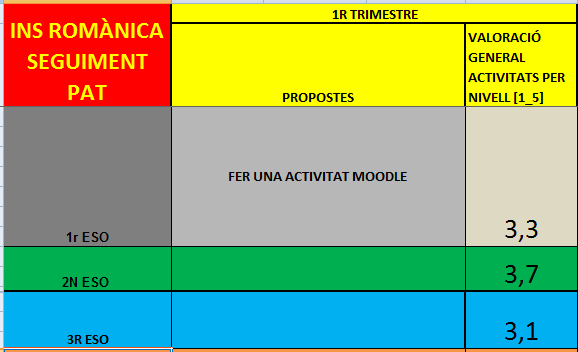 INS ROMÀNICA
SEGUIMENT
PAT
1R TRIMESTRE
PROPOSTES
VALORACIÓ
GENERAL
ACTIVITATS PER
NIVELL [1_5]
1r ESO
FER UNA ACTIVITAT MOODLE
3,3
2N ESO
3,7
3R ESO
3,1